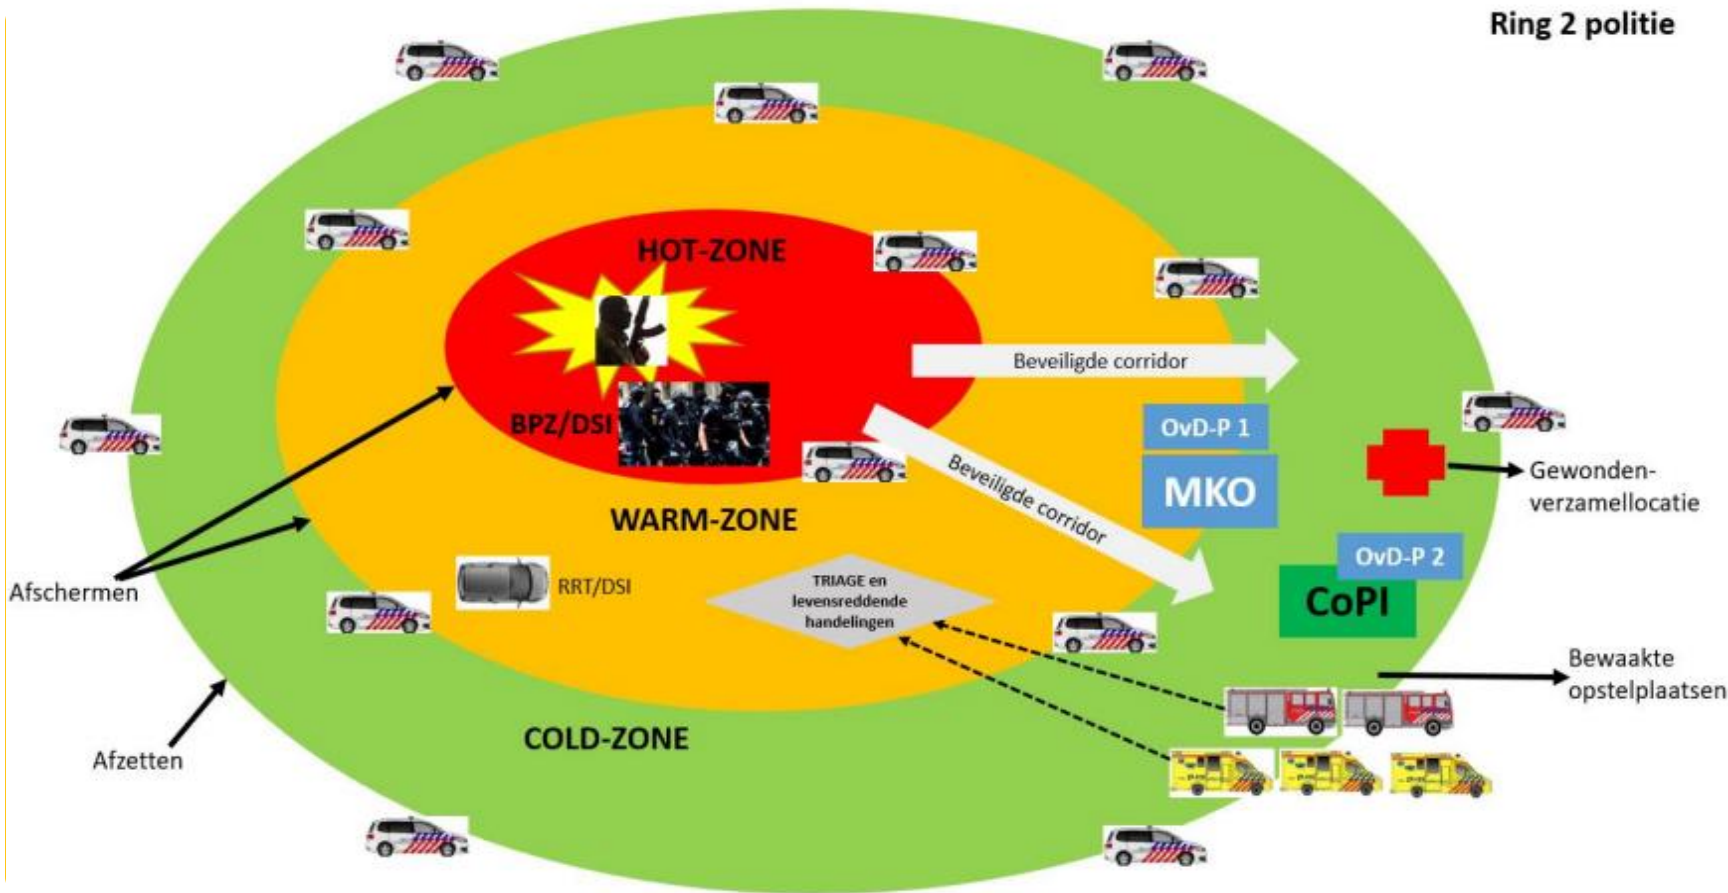 Ring 2 politie
HOT-ZONE
Beveiligde corridor
BPZ/DSI
OvD-P 1
MKO
Beveiligde corridor
Gewonden-
verzamellocatie
WARM-ZONE
OvD-P 2
Afschermen
RRT/DSI
TRIAGE en
levensreddende
handelingen
CoPI
Bewaakte
opstelplaatsen
COLD-ZONE
Afzetten